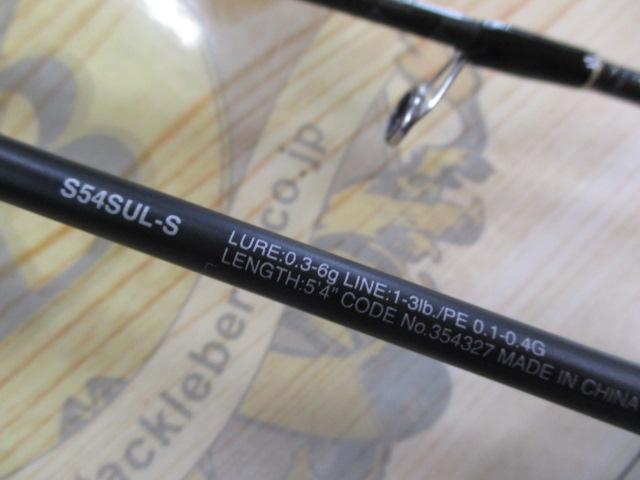 S54SUL-S
LURE:0.3-6g LINE:1-3lb./PE 0.1-0.4G
LENGTH:5'4" CODE No.354327 MADE IN CHINA
ackleber
co.jp